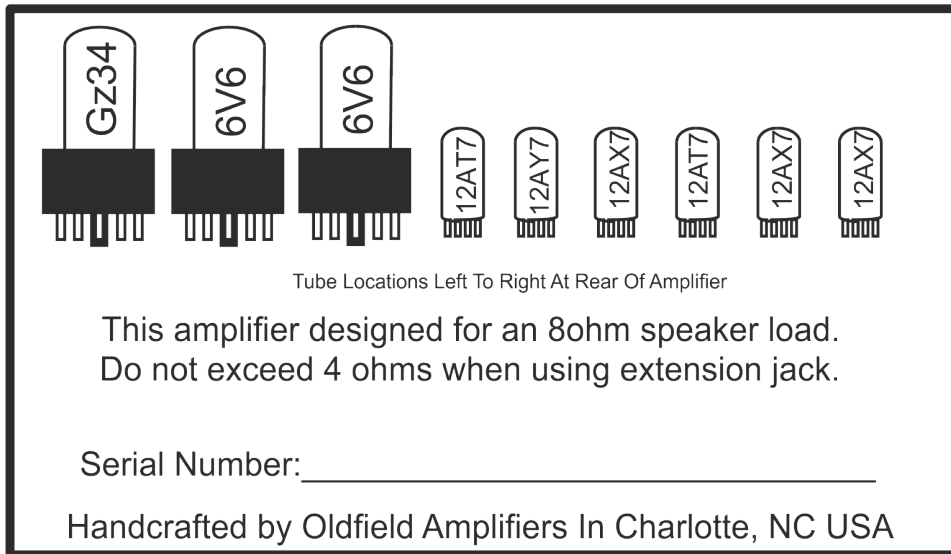 Gz34 6V6 6V6 12AT7 12AY7 12AX7 12AT7 12AX7 12AX7
Tube Locations Left To Right At Rear Of Amplifier
This amplifier designed for an 8ohm speaker load.
Do not exceed 4 ohms when using extension jack.
Serial Number:
Handcrafted by Oldfield Amplifiers In Charlotte, NC USA